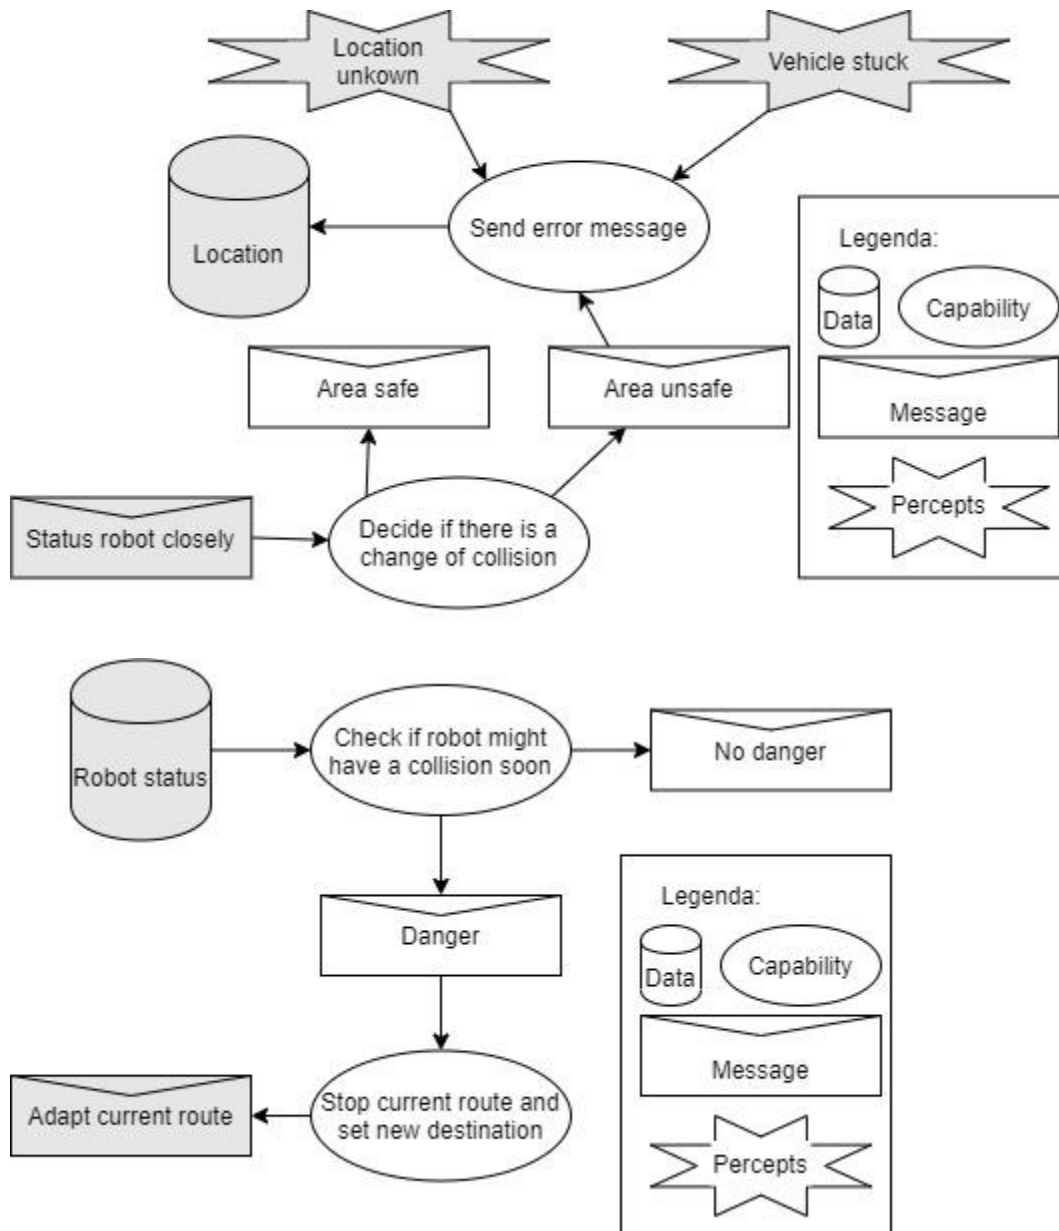 Location
unkown
Vehicle stuck
Location
Send error message
Legenda:
Data
Capability
Message
Percepts
Area safe
Area unsafe
Status robot closely
Decide if there is a
change of collision
Robot status
Check if robot might
have a collision soon
No danger
Danger
Legenda:
Data
Capability
Message
Percepts
Adapt current route
Stop current route and
set new destination